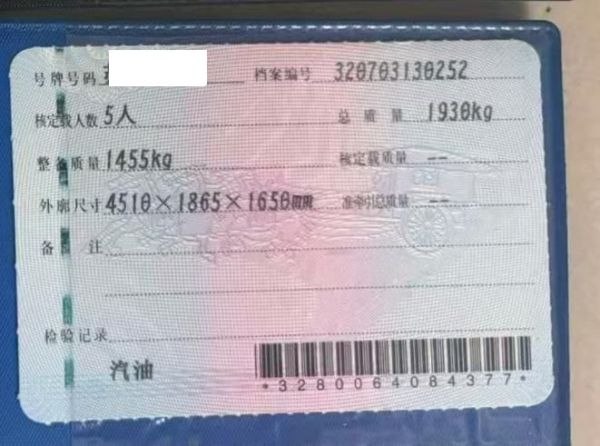 号牌号码 档案编号 320703130252
核定载人数 5人 总质量 1930kg
整备质量 1455kg 核定载质量 --
外廓尺寸 4510×1865×1650mm 准牵引总质量 --
备注
检验记录
汽油
*3280064084377*